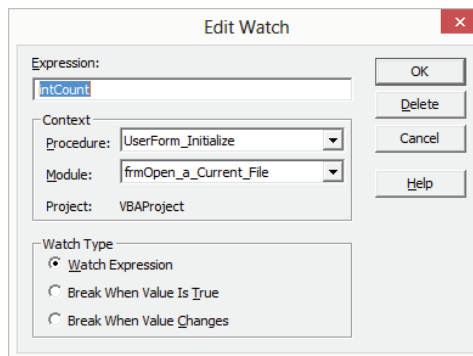 Edit Watch
Expression:
intCount
OK
Delete
Cancel
Help
Context
Procedure: UserForm_Initialize
Module: frmOpen_a_Current_File
Project: VBAProject
Watch Type
Watch Expression
Break When Value Is True
Break When Value Changes